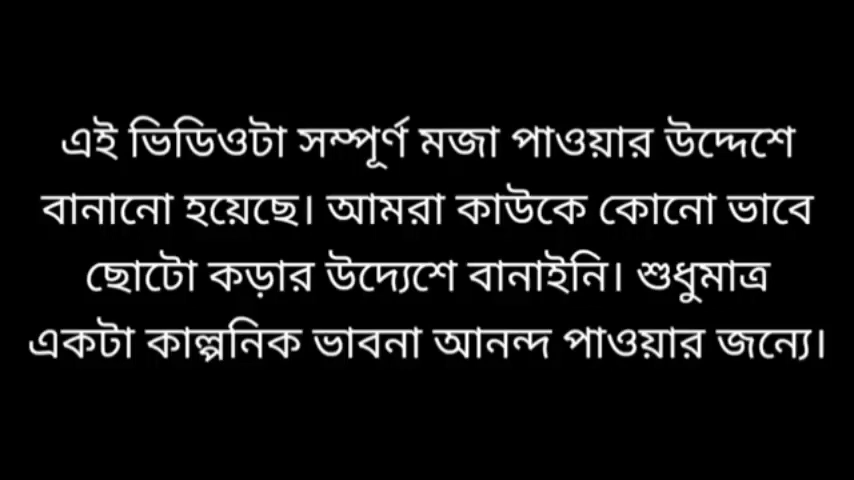 এই ভিডিওটা সম্পূর্ণ মজা পাওয়ার উদ্দেশে
বানানো হয়েছে। আমরা কাউকে কোনো ভাবে
ছোটো কড়ার উদ্যেশে বানাইনি। শুধুমাত্র
একটা কাল্পনিক ভাবনা আনন্দ পাওয়ার জন্যে।